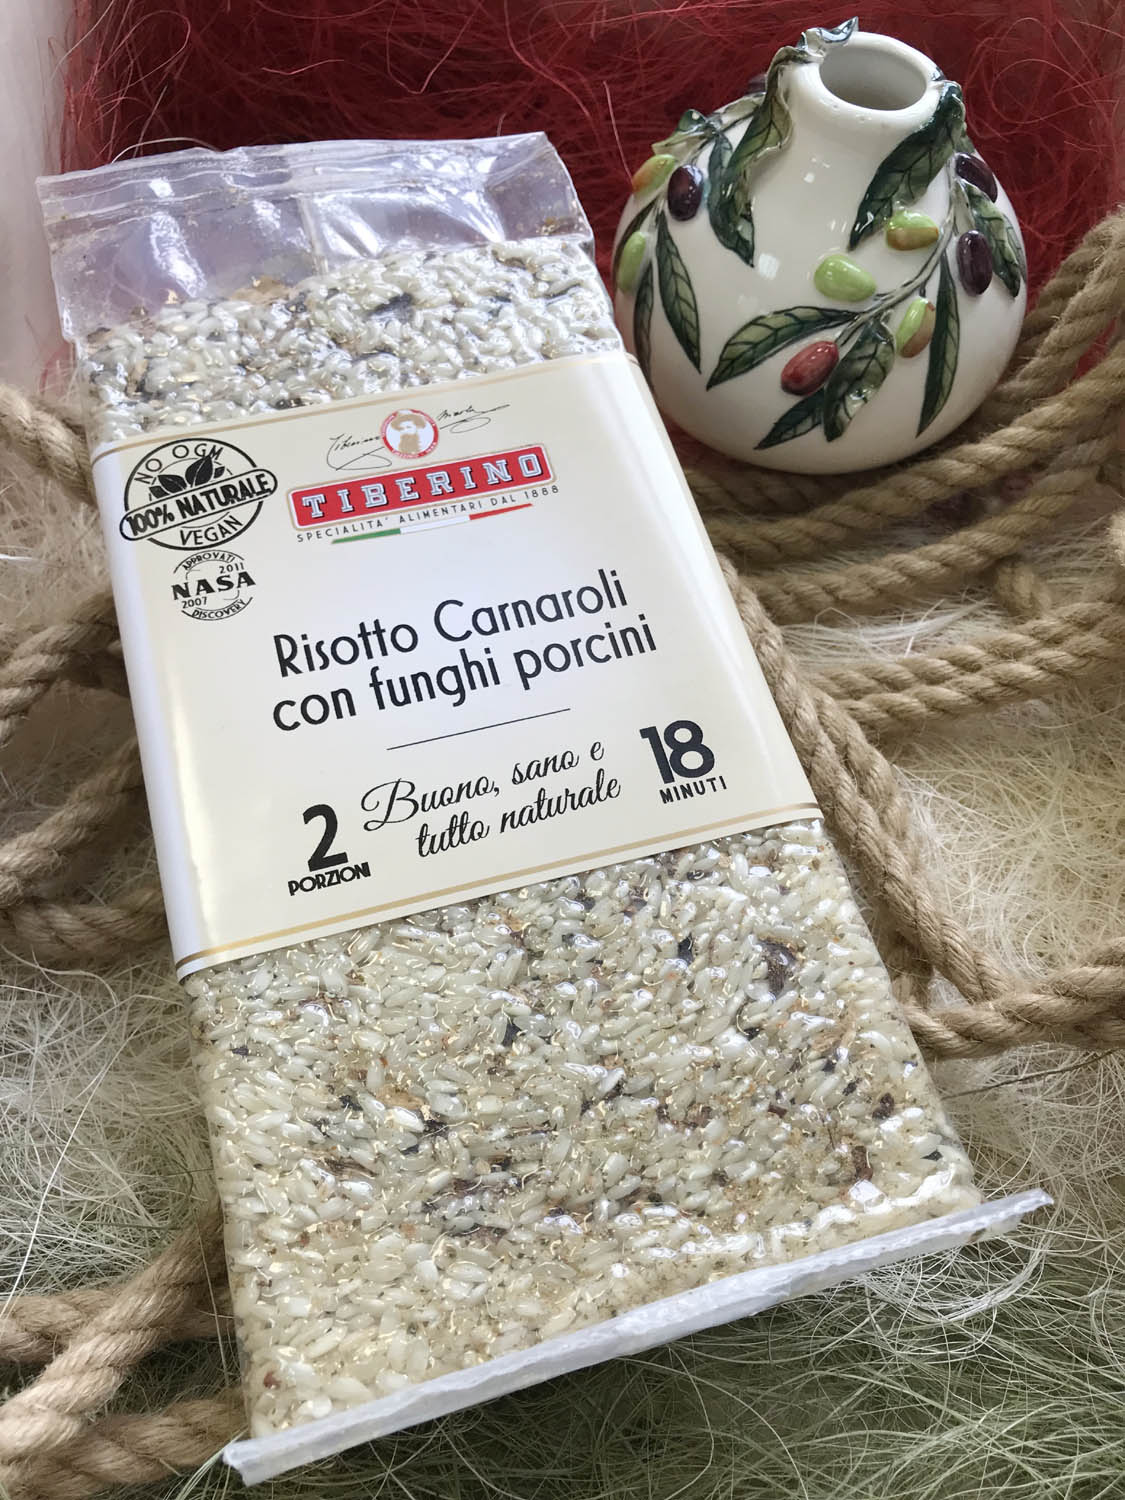 NO OGM
100% NATURALE
VEGAN
APPROVATI
2011
NASA
2007
DISCOVERY
Tiberino
TIBERINO
SPECIALITA' ALIMENTARI DAL 1888
Risotto Carnaroli
con funghi porcini
Buono, sano e
tutto naturale
2
PORZIONI
18
MINUTI